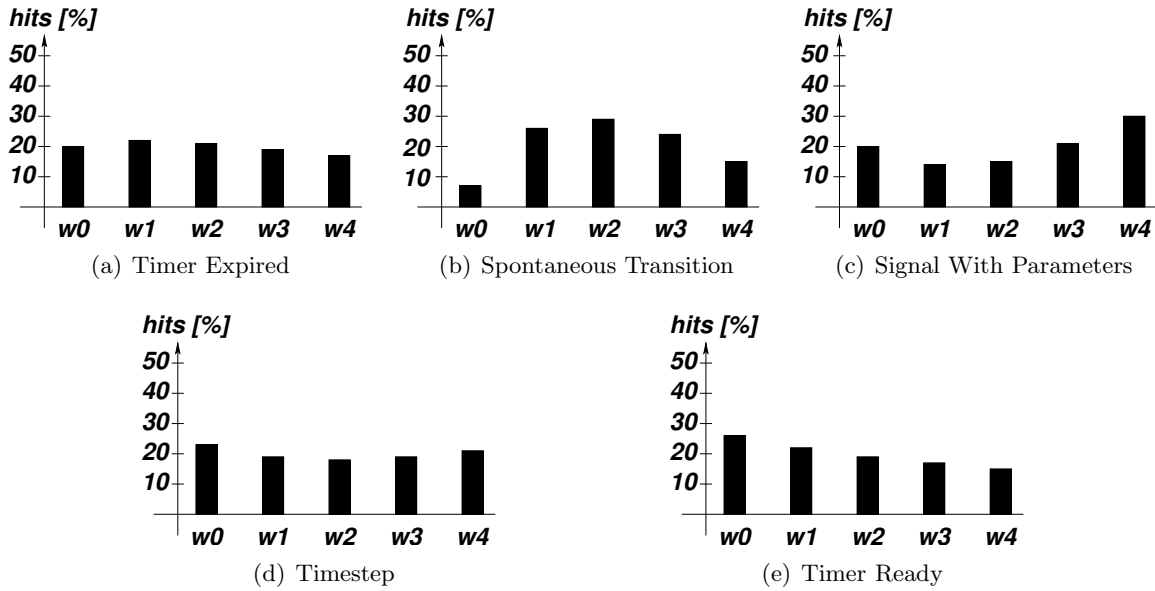 hits [%]
50
40
30
20
10
w0 w1 w2 w3 w4
(a) Timer Expired
hits [%]
50
40
30
20
10
w0 w1 w2 w3 w4
(b) Spontaneous Transition
hits [%]
50
40
30
20
10
w0 w1 w2 w3 w4
(c) Signal With Parameters
hits [%]
50
40
30
20
10
w0 w1 w2 w3 w4
(d) Timestep
hits [%]
50
40
30
20
10
w0 w1 w2 w3 w4
(e) Timer Ready